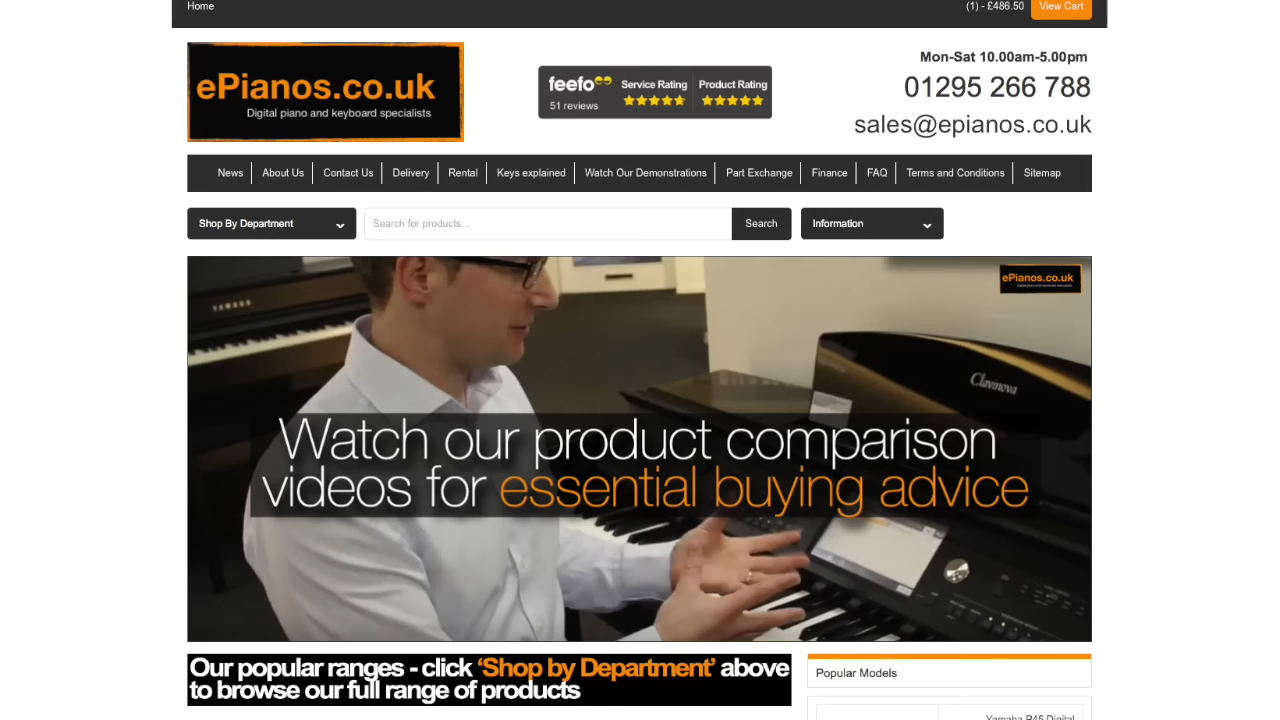 Home
(1) - £486.50 View Cart
ePianos.co.uk
Digital piano and keyboard specialists
feefo
51 reviews
Service Rating
Product Rating
Mon-Sat 10.00am-5.00pm
01295 266 788
sales@epianos.co.uk
News About Us Contact Us Delivery Rental Keys explained Watch Our Demonstrations Part Exchange Finance FAQ Terms and Conditions Sitemap
Shop By Department Search for products... Search Information
ePianos.co.uk
Clavinova
Watch our product comparison
videos for essential buying advice
Our popular ranges - click ‘Shop by Department’ above
to browse our full range of products
Popular Models
Yamaha P45 Digital